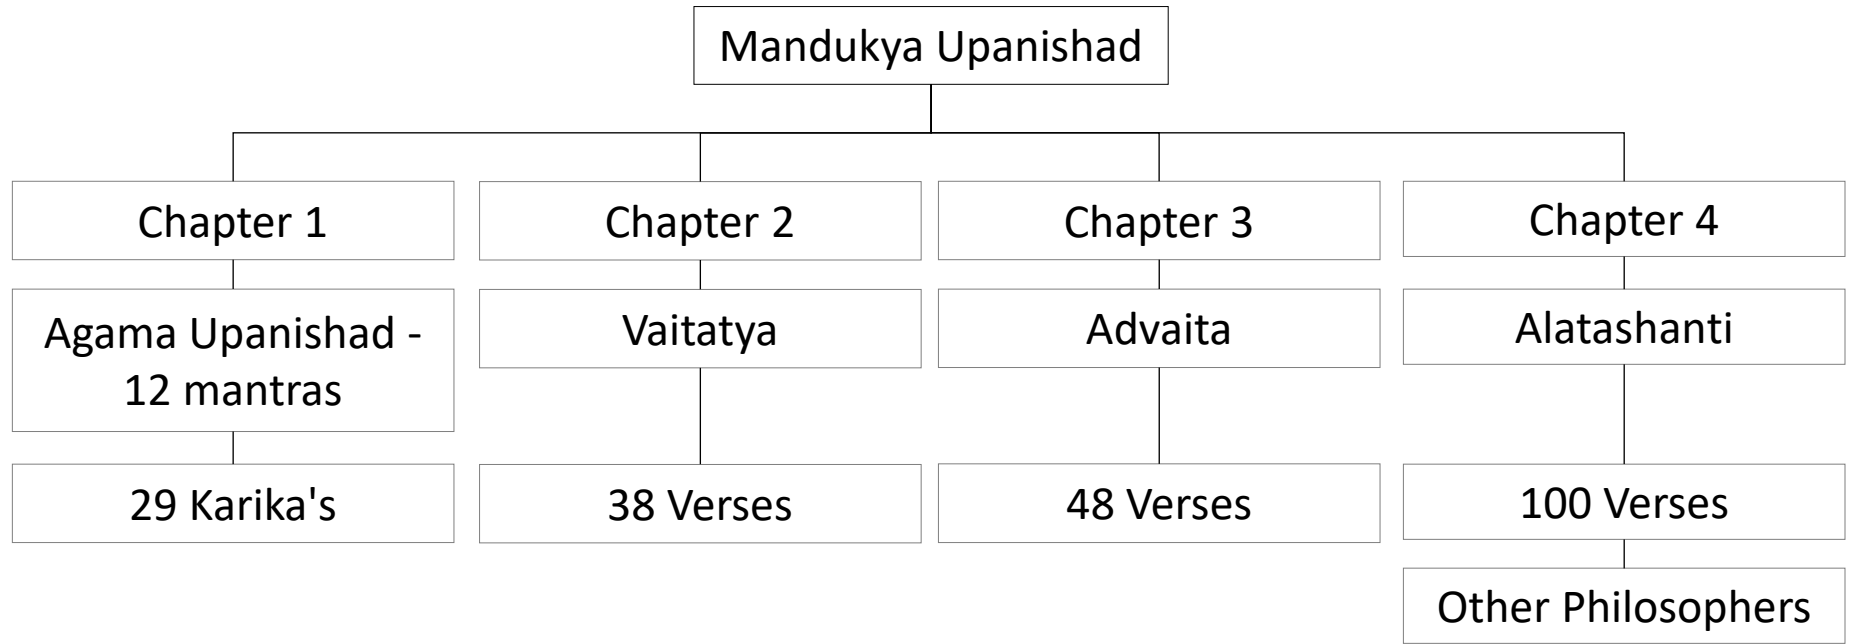 Mandukya Upanishad
Chapter 1
Chapter 2
Chapter 3
Chapter 4
Agama Upanishad -
12 mantras
Vaitatya
Advaita
Alatashanti
29 Karika's
38 Verses
48 Verses
100 Verses
Other Philosophers